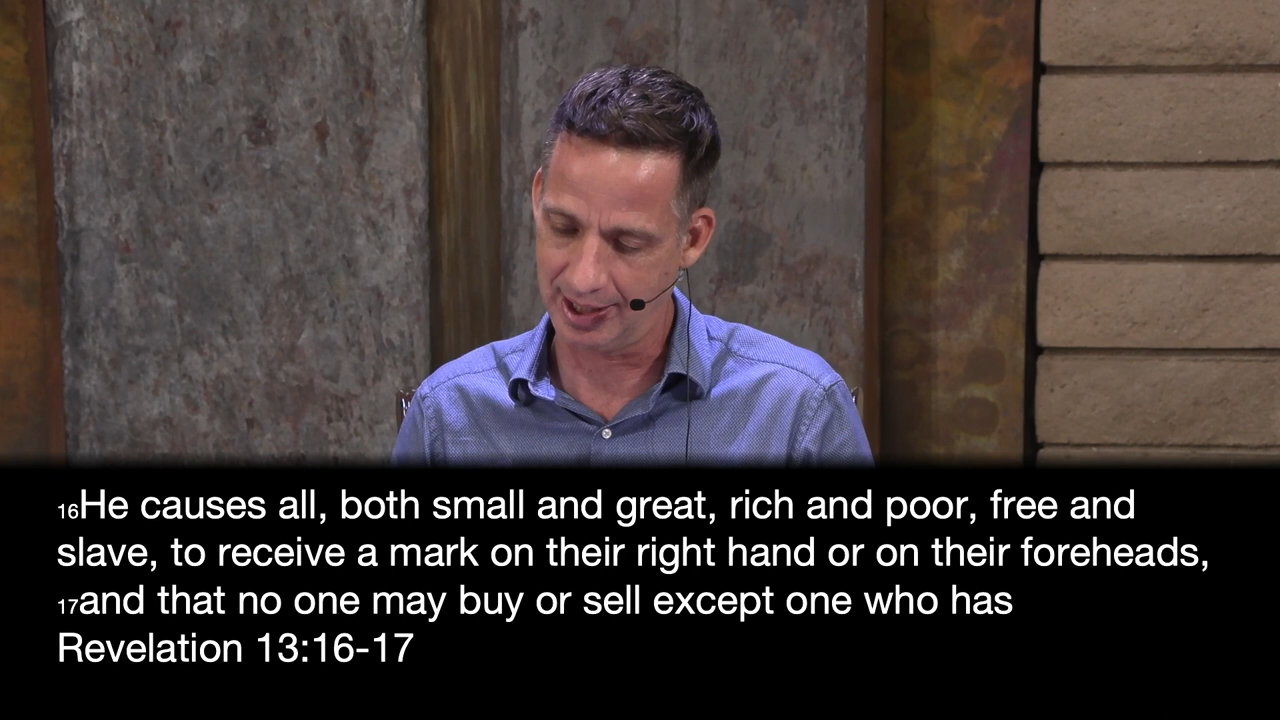 16He causes all, both small and great, rich and poor, free and
slave, to receive a mark on their right hand or on their foreheads,
17and that no one may buy or sell except one who has
Revelation 13:16-17